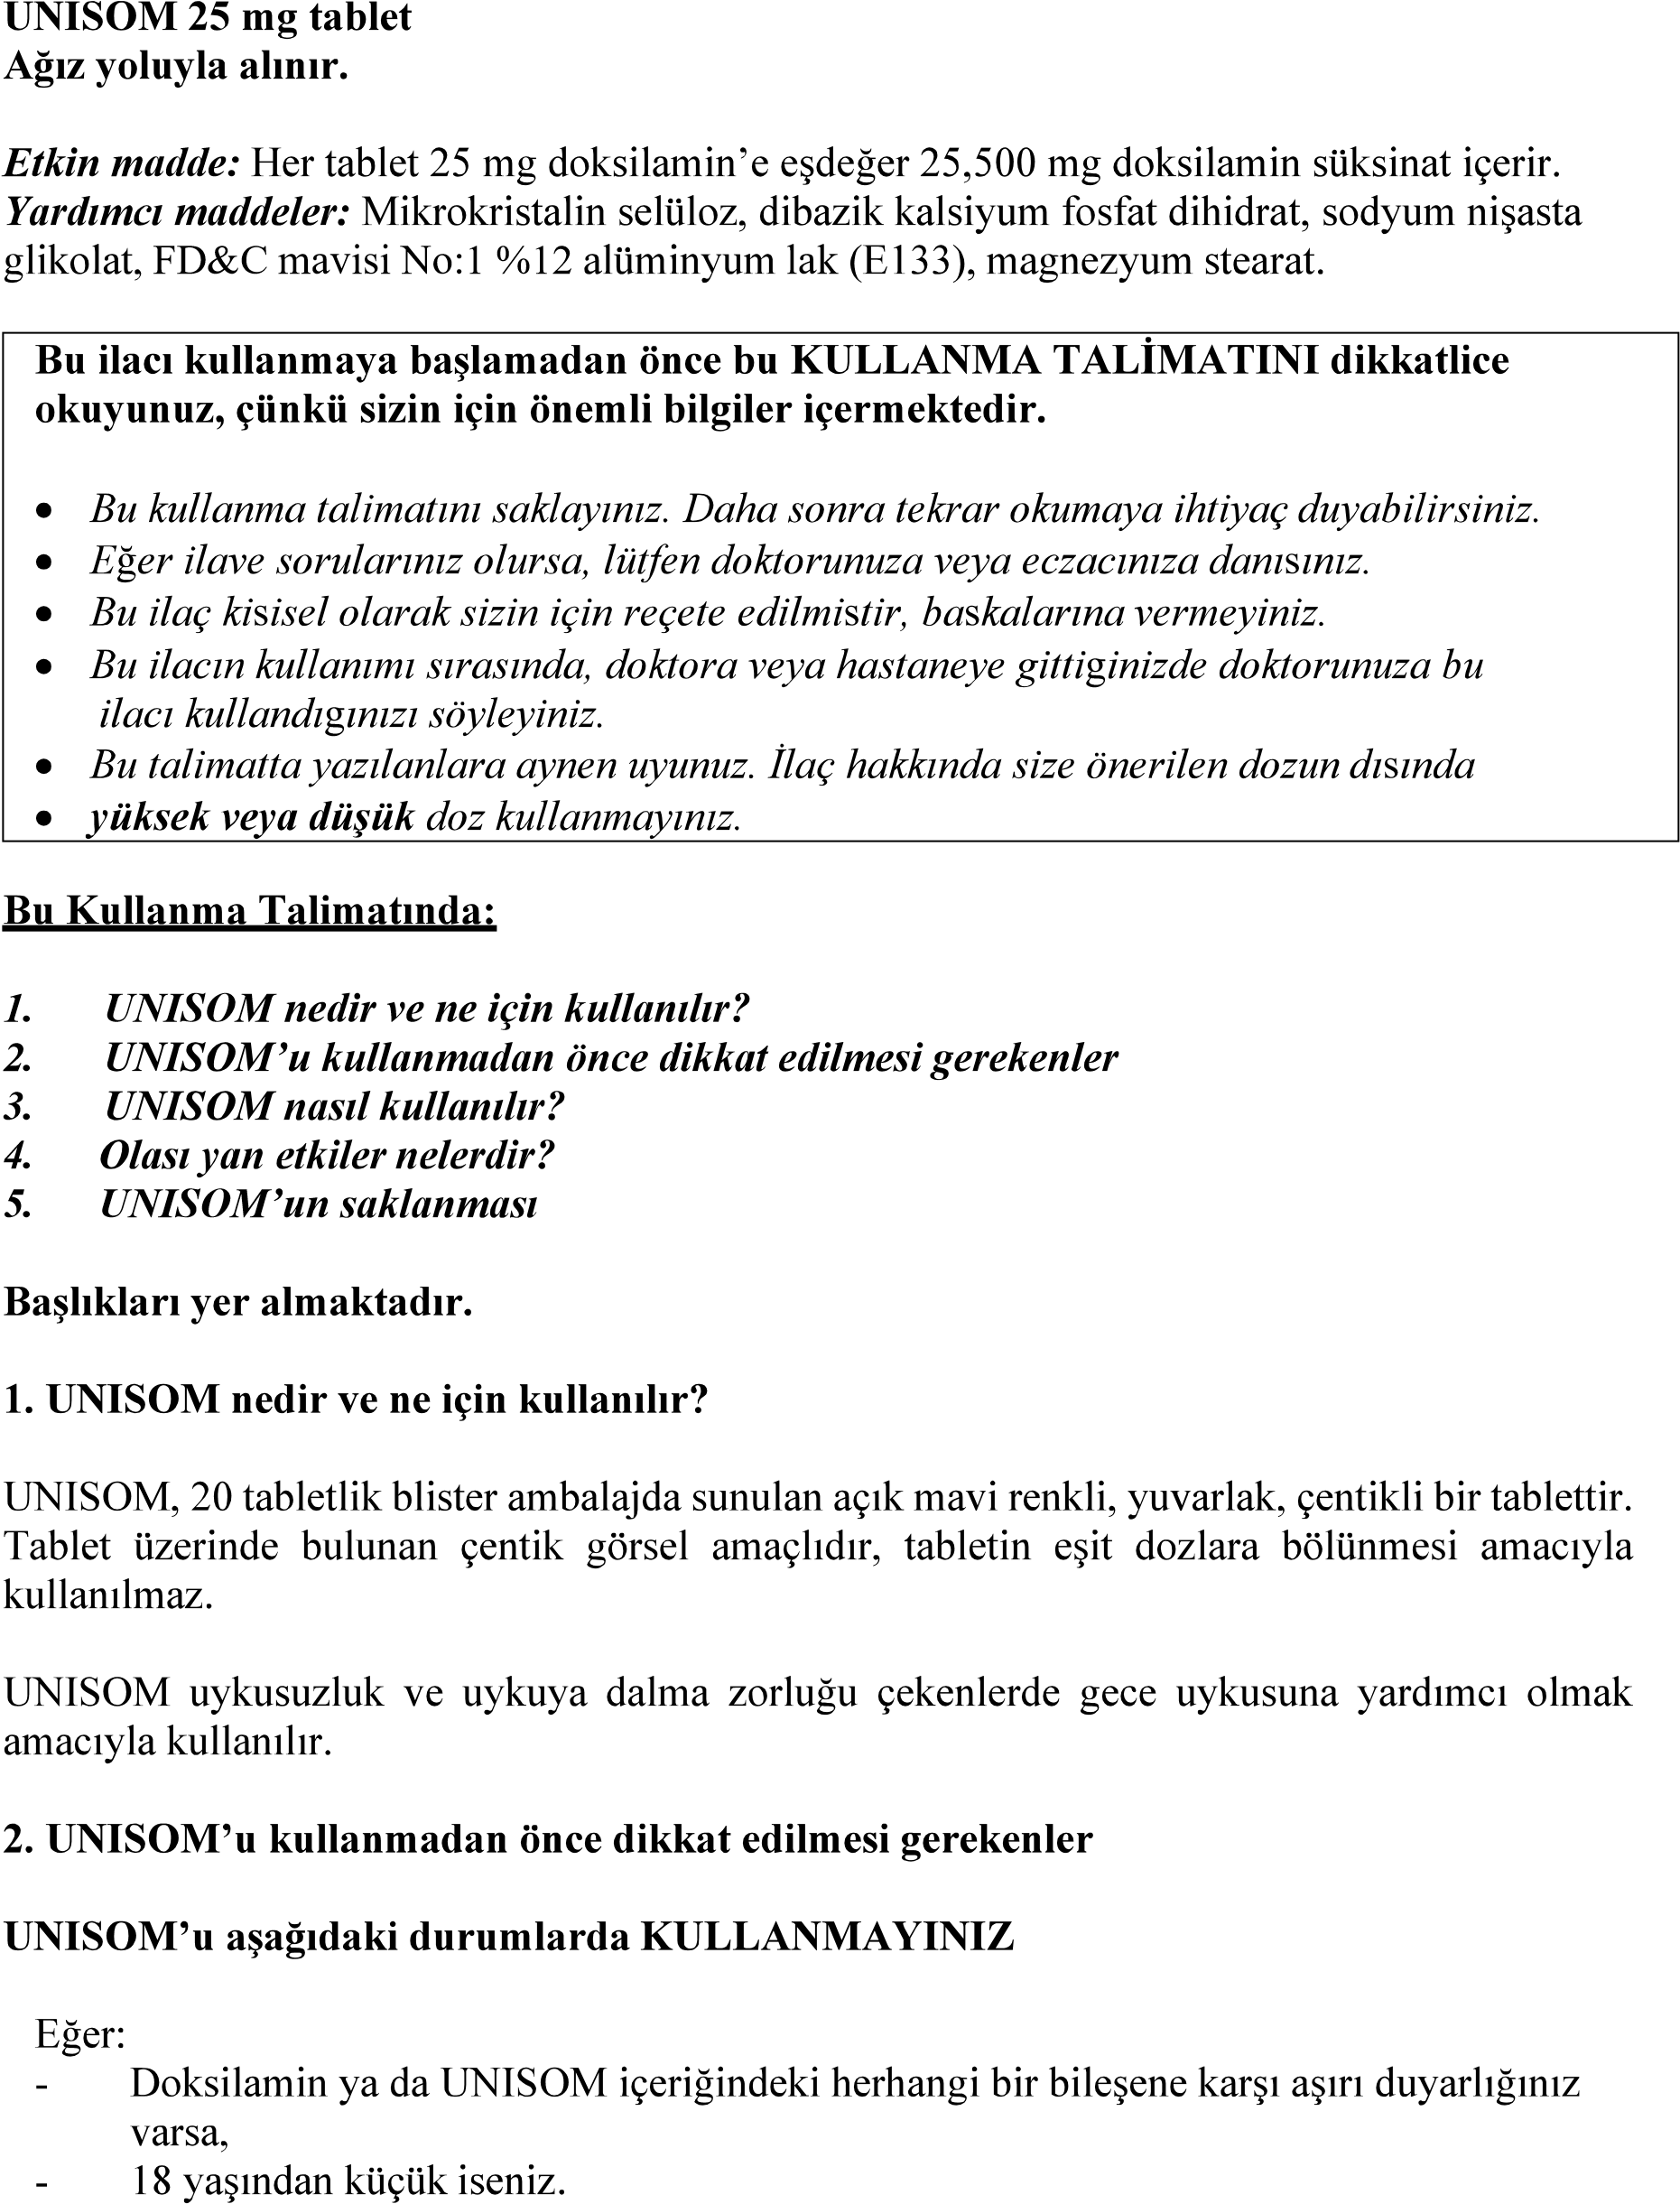 UNISOM 25 mg tablet
Ağız yoluyla alınır.
Etkin madde: Her tablet 25 mg doksilamin’e eşdeğer 25,500 mg doksilamin süksinat içerir.
Yardımcı maddeler: Mikrokristalin selüloz, dibazik kalsiyum fosfat dihidrat, sodyum nişasta
glikolat, FD&C mavisi No:1 %12 alüminyum lak (E133), magnezyum stearat.
Bu ilacı kullanmaya başlamadan önce bu KULLANMA TALİMATINI dikkatlice
okuyunuz, çünkü sizin için önemli bilgiler içermektedir.
• Bu kullanma talimatını saklayınız. Daha sonra tekrar okumaya ihtiyaç duyabilirsiniz.
• Eğer ilave sorularınız olursa, lütfen doktorunuza veya eczacınıza danısınız.
• Bu ilaç kisisel olarak sizin için reçete edilmistir, baskalarına vermeyiniz.
• Bu ilacın kullanımı sırasında, doktora veya hastaneye gittiginizde doktorunuza bu
ilacı kullandıgınızı söyleyiniz.
• Bu talimatta yazılanlara aynen uyunuz. İlaç hakkında size önerilen dozun dısında
• yüksek veya düşük doz kullanmayınız.
Bu Kullanma Talimatında:
1. UNISOM nedir ve ne için kullanılır?
2. UNISOM’u kullanmadan önce dikkat edilmesi gerekenler
3. UNISOM nasıl kullanılır?
4. Olası yan etkiler nelerdir?
5. UNISOM’un saklanması
Başlıkları yer almaktadır.
1. UNISOM nedir ve ne için kullanılır?
UNISOM, 20 tabletlik blister ambalajda sunulan açık mavi renkli, yuvarlak, çentikli bir tablettir.
Tablet üzerinde bulunan çentik görsel amaçlıdır, tabletin eşit dozlara bölünmesi amacıyla
kullanılmaz.
UNISOM uykusuzluk ve uykuya dalma zorluğu çekenlerde gece uykusuna yardımcı olmak
amacıyla kullanılır.
2. UNISOM’u kullanmadan önce dikkat edilmesi gerekenler
UNISOM’u aşağıdaki durumlarda KULLANMAYINIZ
Eğer:
- Doksilamin ya da UNISOM içeriğindeki herhangi bir bileşene karşı aşırı duyarlığınız
varsa,
- 18 yaşından küçük iseniz.